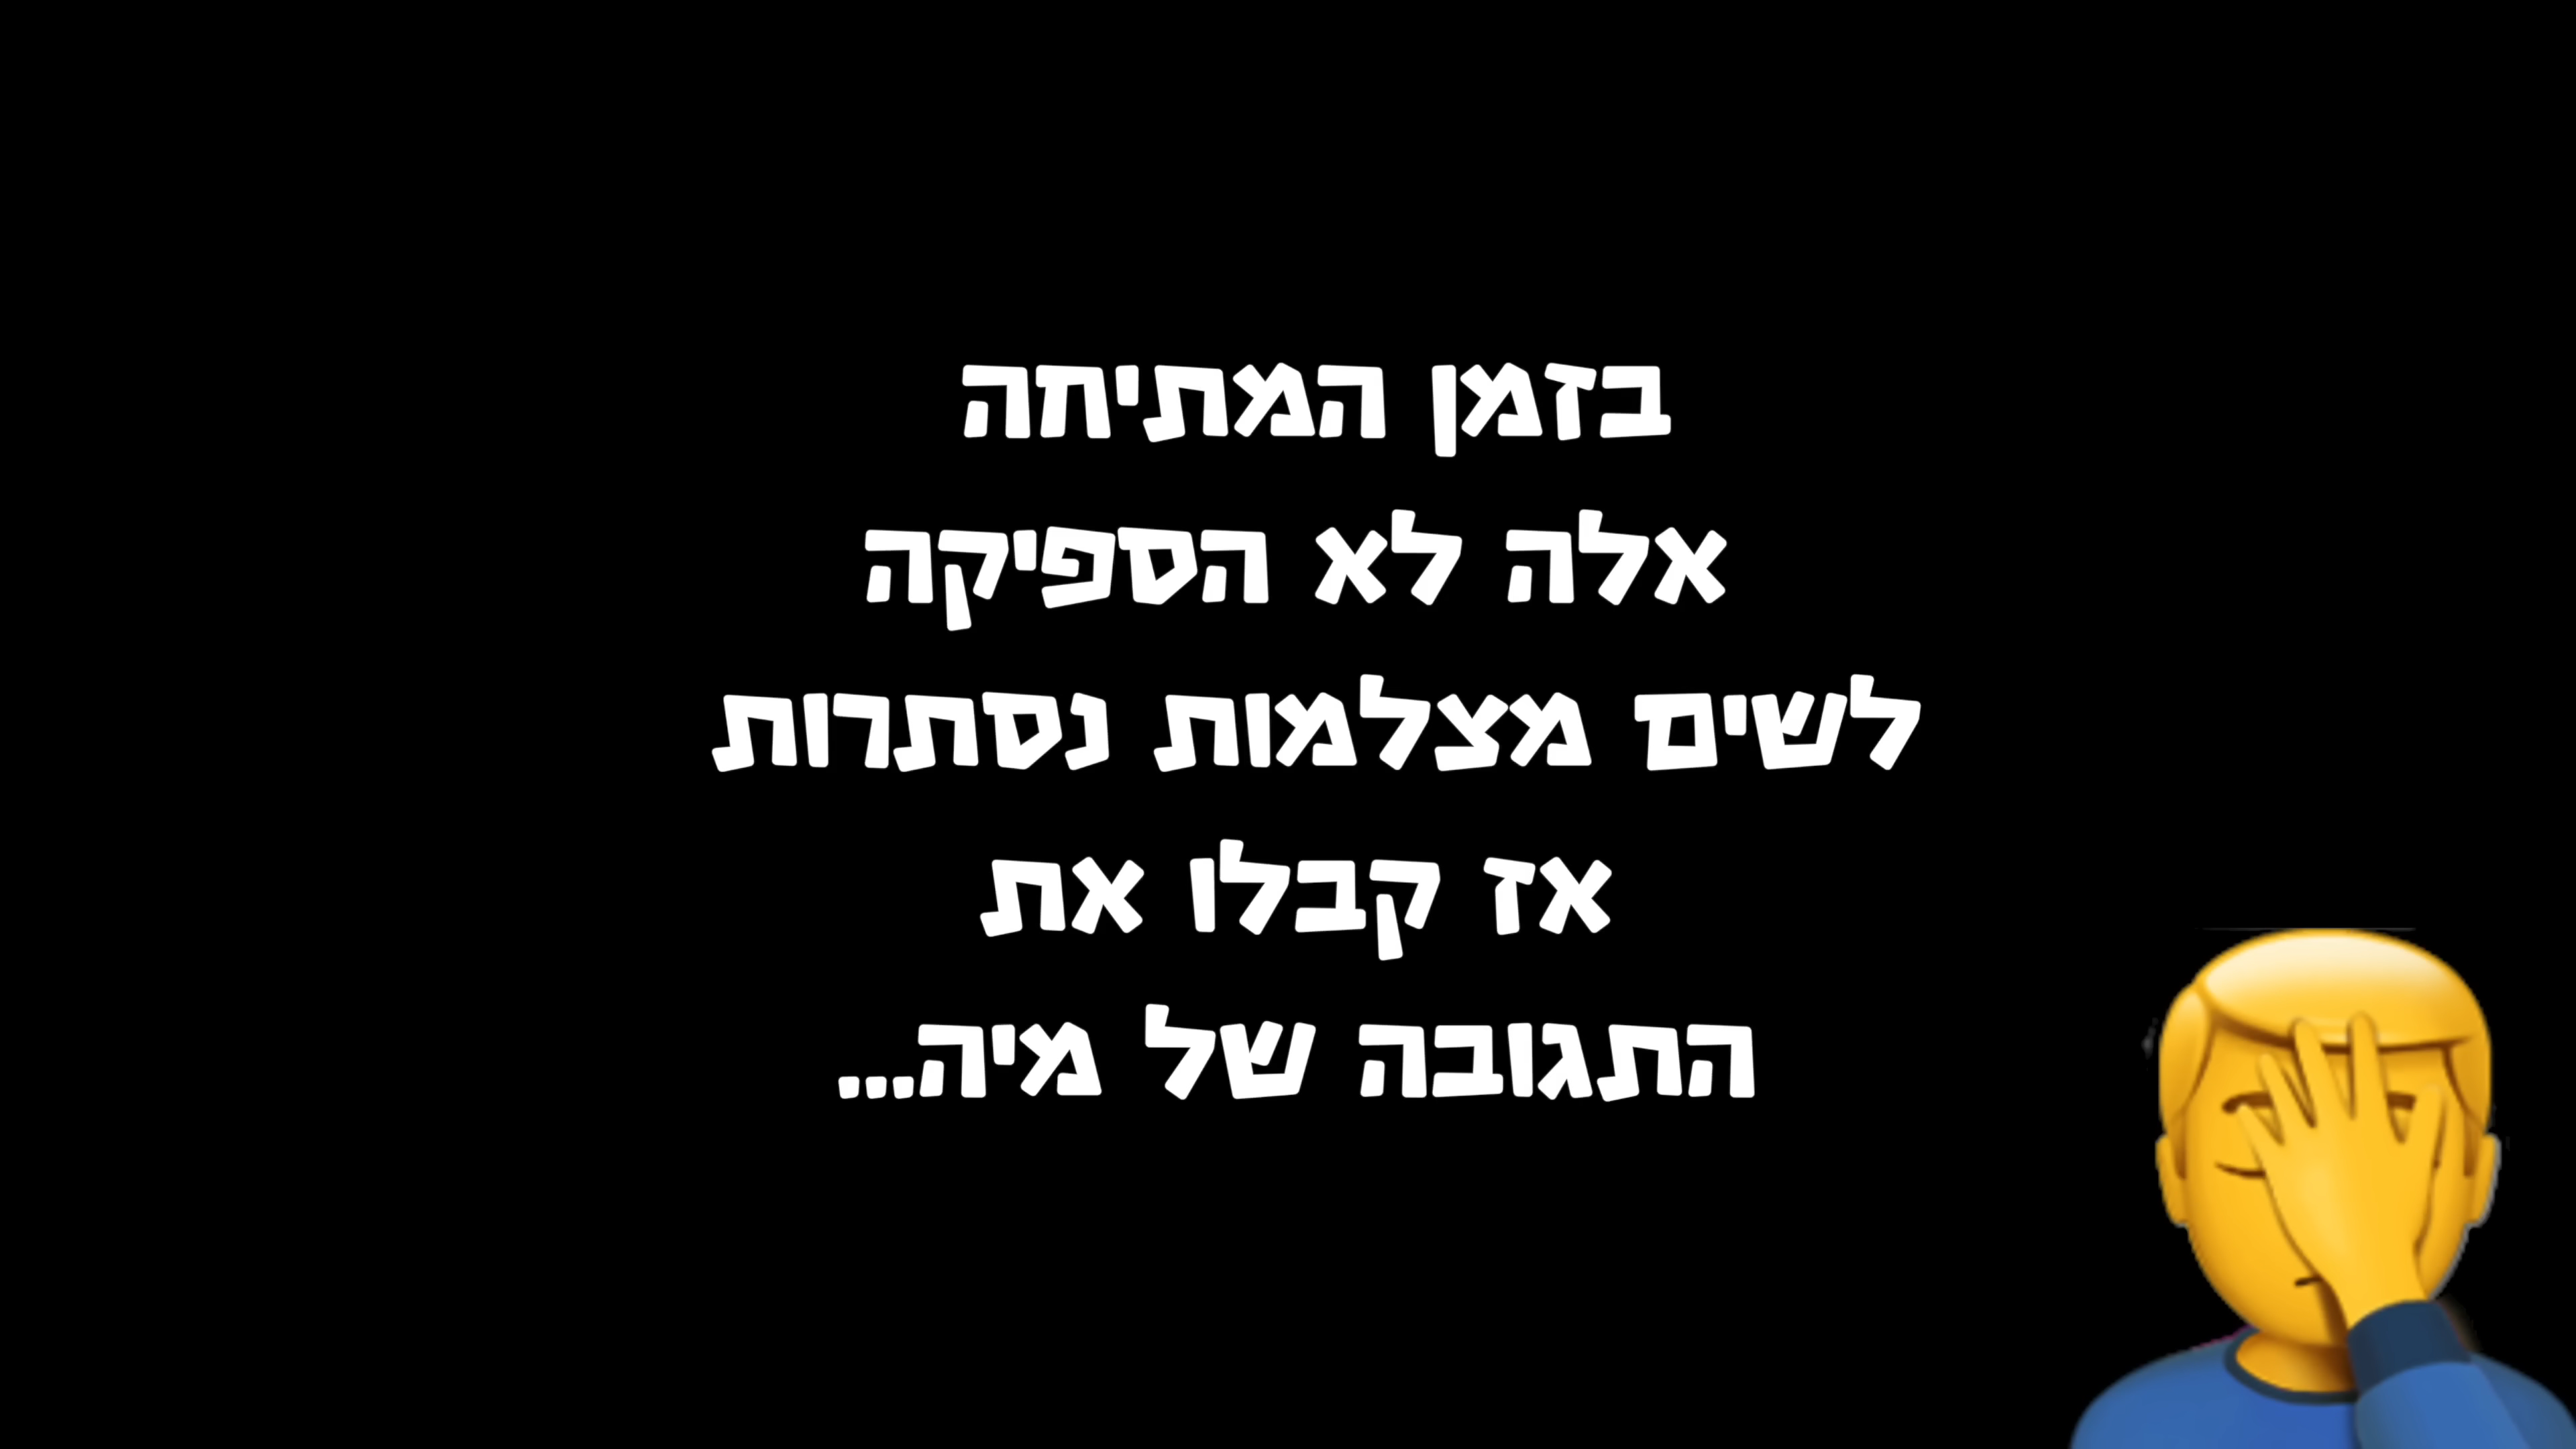 בזמן המתיחה
אלה לא הספיקה
לשים מצלמות נסתרות
אז קבלו את
התגובה של מיה...